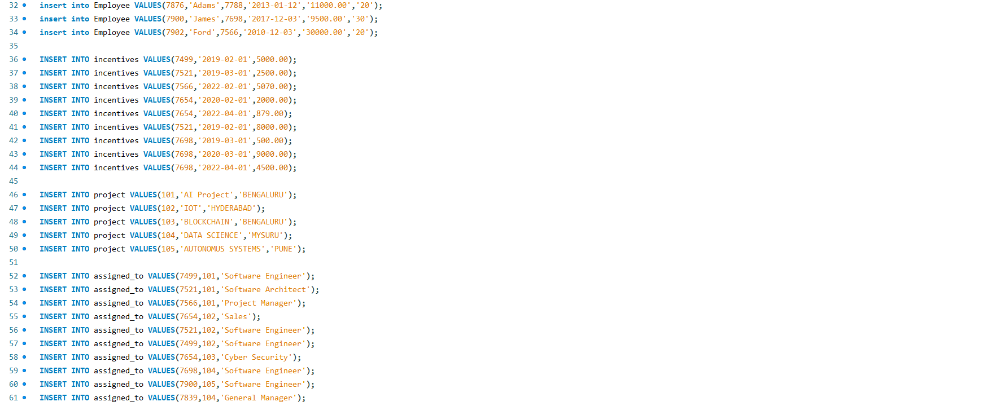 32 insert into Employee VALUES(7876,'Adams',7788,'2013-01-12','11000.00','20');
33 insert into Employee VALUES(7900,'James',7698,'2017-12-03','9500.00','30');
34 insert into Employee VALUES(7902,'Ford',7566,'2010-12-03','30000.00','20');
35
36 INSERT INTO incentives VALUES(7499,'2019-02-01',5000.00);
37 INSERT INTO incentives VALUES(7521,'2019-03-01',2500.00);
38 INSERT INTO incentives VALUES(7566,'2022-02-01',5070.00);
39 INSERT INTO incentives VALUES(7654,'2020-02-01',2000.00);
40 INSERT INTO incentives VALUES(7654,'2022-04-01',879.00);
41 INSERT INTO incentives VALUES(7521,'2019-02-01',8000.00);
42 INSERT INTO incentives VALUES(7698,'2019-03-01',500.00);
43 INSERT INTO incentives VALUES(7698,'2020-03-01',9000.00);
44 INSERT INTO incentives VALUES(7698,'2022-04-01',4500.00);
45
46 INSERT INTO project VALUES(101,'AI Project','BENGALURU');
47 INSERT INTO project VALUES(102,'IOT','HYDERABAD');
48 INSERT INTO project VALUES(103,'BLOCKCHAIN','BENGALURU');
49 INSERT INTO project VALUES(104,'DATA SCIENCE','MYSURU');
50 INSERT INTO project VALUES(105,'AUTONOMUS SYSTEMS','PUNE');
51
52 INSERT INTO assigned_to VALUES(7499,101,'Software Engineer');
53 INSERT INTO assigned_to VALUES(7521,101,'Software Architect');
54 INSERT INTO assigned_to VALUES(7566,101,'Project Manager');
55 INSERT INTO assigned_to VALUES(7654,102,'Sales');
56 INSERT INTO assigned_to VALUES(7521,102,'Software Engineer');
57 INSERT INTO assigned_to VALUES(7499,102,'Software Engineer');
58 INSERT INTO assigned_to VALUES(7654,103,'Cyber Security');
59 INSERT INTO assigned_to VALUES(7698,104,'Software Engineer');
60 INSERT INTO assigned_to VALUES(7900,105,'Software Engineer');
61 INSERT INTO assigned_to VALUES(7839,104,'General Manager');